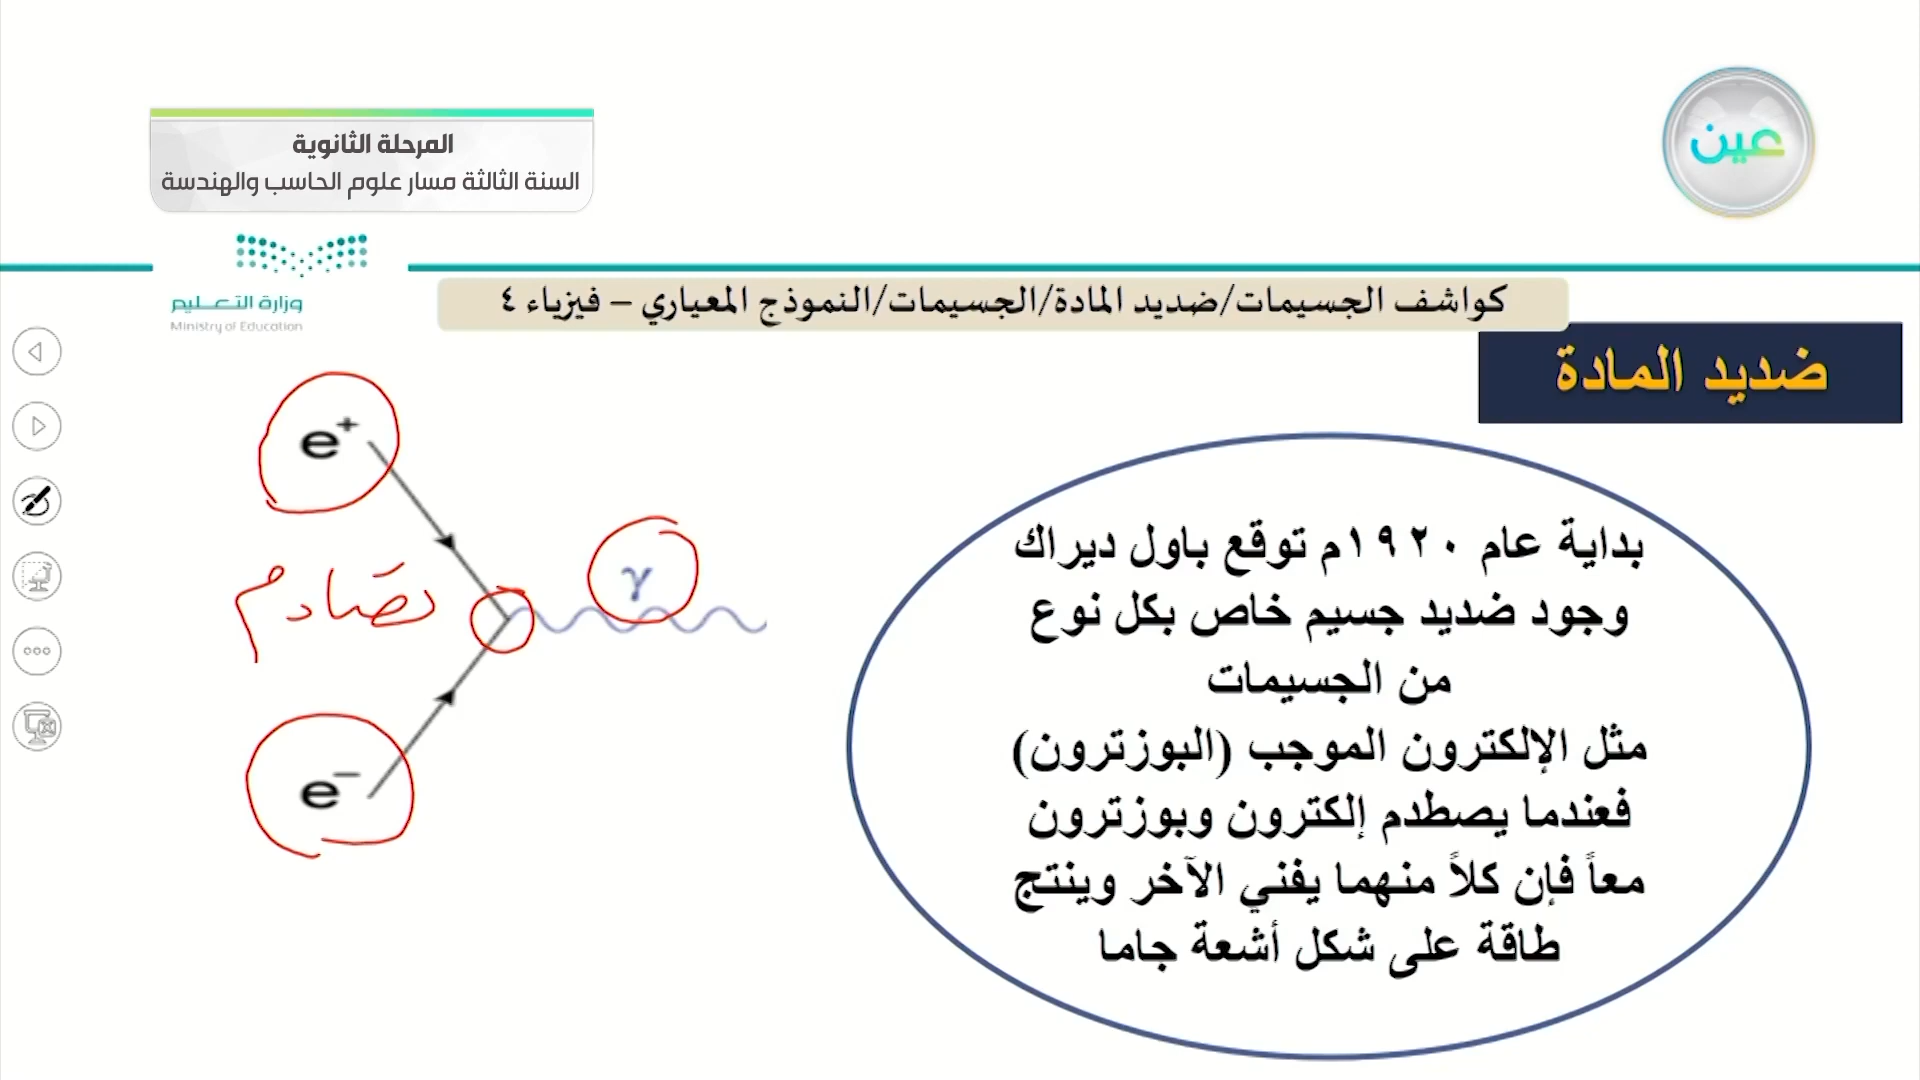 المرحلة الثانوية
السنة الثالثة مسار علوم الحاسب والهندسة
عين
وزارة التعليم
Ministry of Education
كواشف الجسيمات/ضديد المادة/الجسيمات/النموذج المعياري – فيزياء ٤
ضديد المادة
بداية عام ١٩٢٠م توقع باول ديراك
وجود ضديد جسيم خاص بكل نوع
من الجسيمات
مثل الإلكترون الموجب (البوزترون)
فعندما يصطدم إلكترون وبوزترون
معاً فإن كلاً منهما يفني الآخر وينتج
طاقة على شكل أشعة جاما
e⁺
γ
تصادم
e⁻